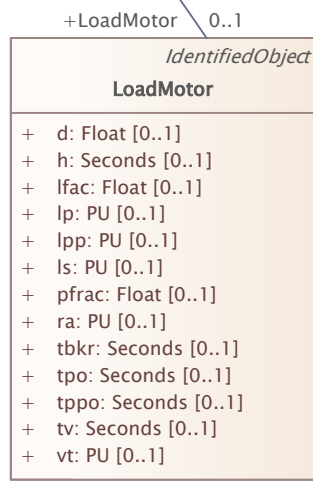 +LoadMotor 0..1
IdentifiedObject
LoadMotor
+ d: Float [0..1]
+ h: Seconds [0..1]
+ lfac: Float [0..1]
+ lp: PU [0..1]
+ lpp: PU [0..1]
+ ls: PU [0..1]
+ pfrac: Float [0..1]
+ ra: PU [0..1]
+ tbkr: Seconds [0..1]
+ tpo: Seconds [0..1]
+ tppo: Seconds [0..1]
+ tv: Seconds [0..1]
+ vt: PU [0..1]